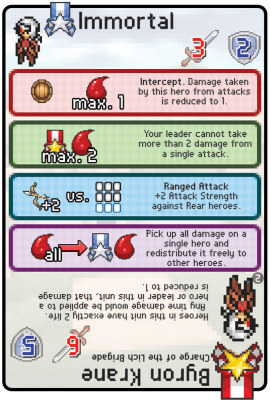 Immortal
3
2
max. 1
Intercept. Damage taken
by this hero from attacks
is reduced to 1.
max. 2
Your leader cannot take
more than 2 damage from
a single attack.
+2 vs.
Ranged Attack
+2 Attack Strength
against Rear heroes.
all
Pick up all damage on a
single hero and
redistribute it freely to
other heroes.
Byron Krane
Charge of the Lich Brigade
6
5
Heroes in this unit have exactly 2 life.
Any time damage would be applied to a
hero or leader in this unit, that damage
is reduced to 1.